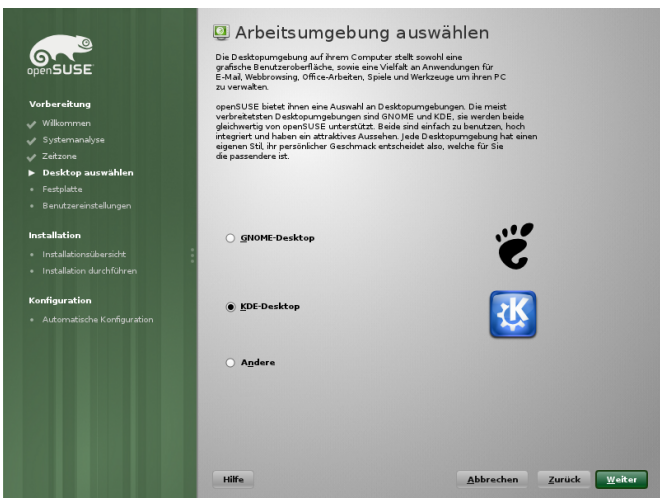 openSUSE
Vorbereitung
Willkommen
Systemanalyse
Zeitzone
Desktop auswählen
Festplatte
Benutzereinstellungen
Installation
Installationsübersicht
Installation durchführen
Konfiguration
Automatische Konfiguration
Arbeitsumgebung auswählen
Die Desktopumgebung auf ihrem Computer stellt sowohl eine
grafische Benutzeroberfläche, sowie eine Vielfalt an Anwendungen für
E-Mail, Webbrowsing, Office-Arbeiten, Spiele und Werkzeuge um ihren PC
zu verwalten.
openSUSE bietet ihnen eine Auswahl an Desktopumgebungen. Die meist
verbreitetsten Desktopumgebungen sind GNOME und KDE, sie werden beide
gleichwertig von openSUSE unterstützt. Beide sind einfach zu benutzen, hoch
integriert und haben ein attraktives Aussehen. Jede Desktopumgebung hat einen
eigenen Stil, ihr persönlicher Geschmack entscheidet also, welche für Sie
die passendere ist.
GNOME-Desktop
KDE-Desktop
K
Andere
Hilfe
Abbrechen
Zurück
Weiter